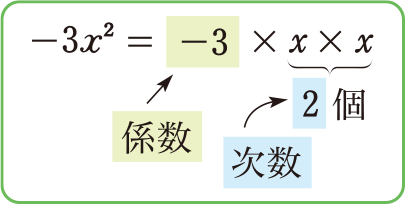 −3x² = −3 × x × x
2 個
係数
次数